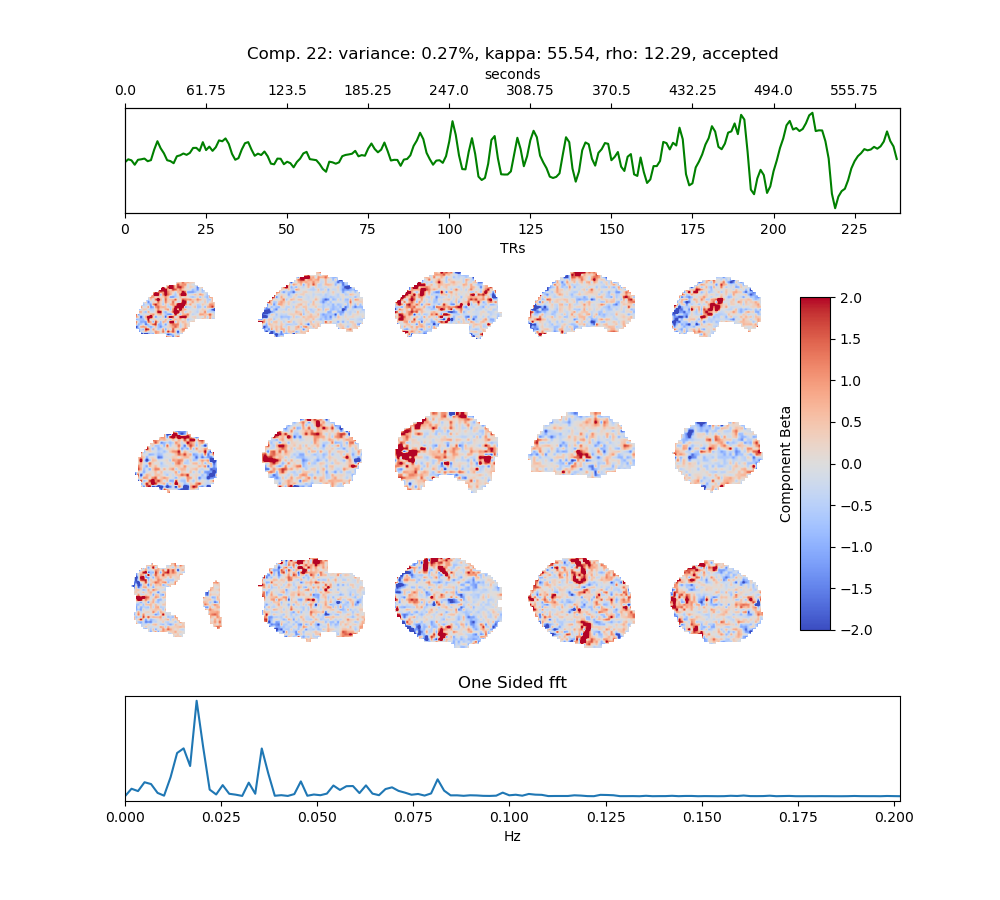 Comp. 22: variance: 0.27%, kappa: 55.54, rho: 12.29, accepted
seconds
0.0 61.75 123.5 185.25 247.0 308.75 370.5 432.25 494.0 555.75
0 25 50 75 100 125 150 175 200 225
TRs
2.0
1.5
1.0
0.5
0.0
−0.5
−1.0
−1.5
−2.0
Component Beta
One Sided fft
0.000 0.025 0.050 0.075 0.100 0.125 0.150 0.175 0.200
Hz